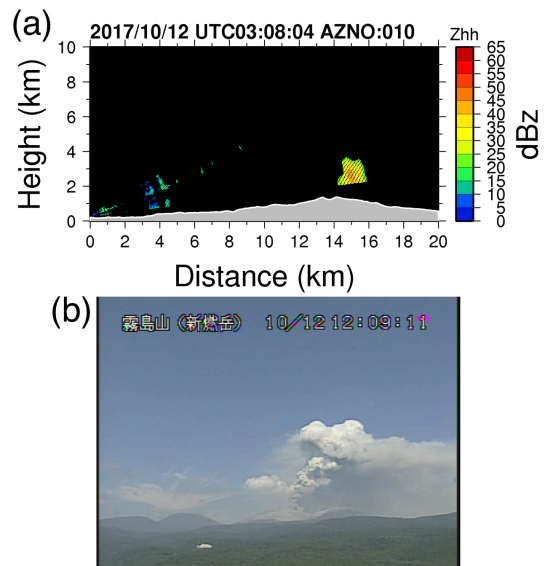 (a)
2017/10/12 UTC03:08:04 AZNO:010
Zhh
10
8
6
4
2
0
Height (km)
0 2 4 6 8 10 12 14 16 18 20
Distance (km)
65
60
55
50
45
40
35
30
25
20
15
10
5
0
dBz
(b)
霧島山（新燃岳） 10/12 12:09:11